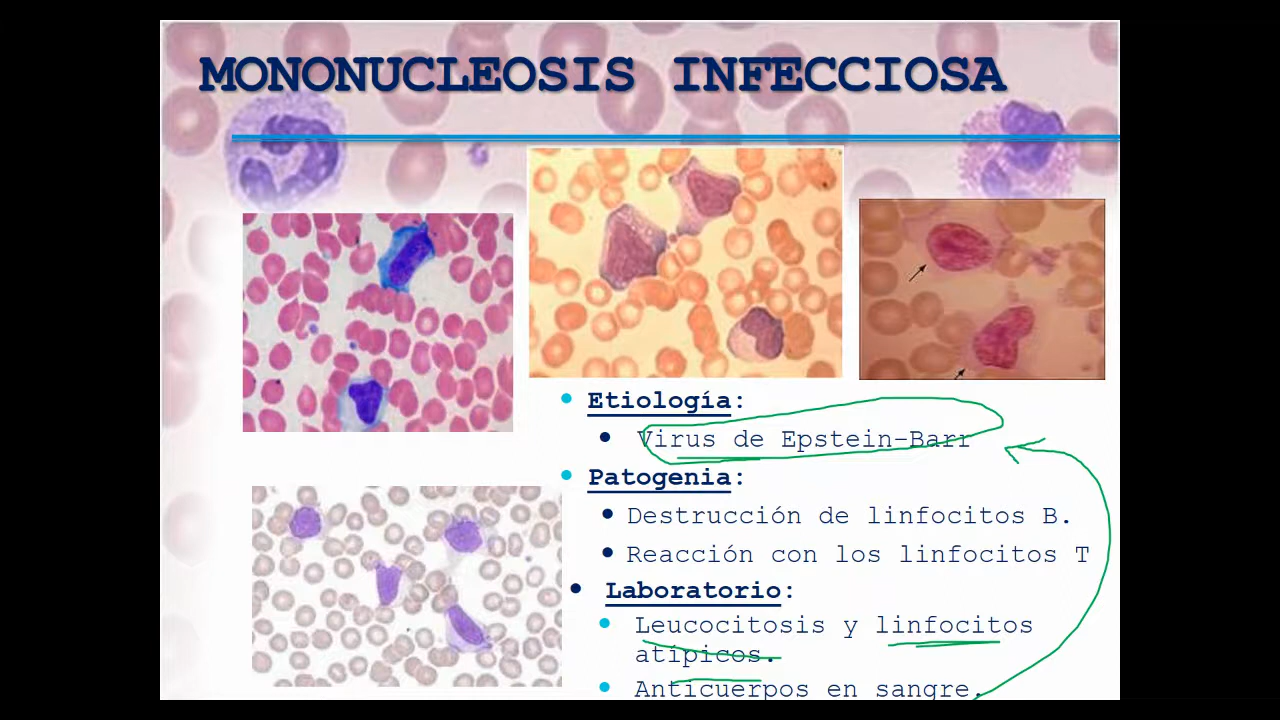 MONONUCLEOSIS INFECCIOSA
Etiología:
Virus de Epstein-Barr
Patogenia:
Destrucción de linfocitos B.
Reacción con los linfocitos T
Laboratorio:
Leucocitosis y linfocitos
atípicos.
Anticuerpos en sangre.